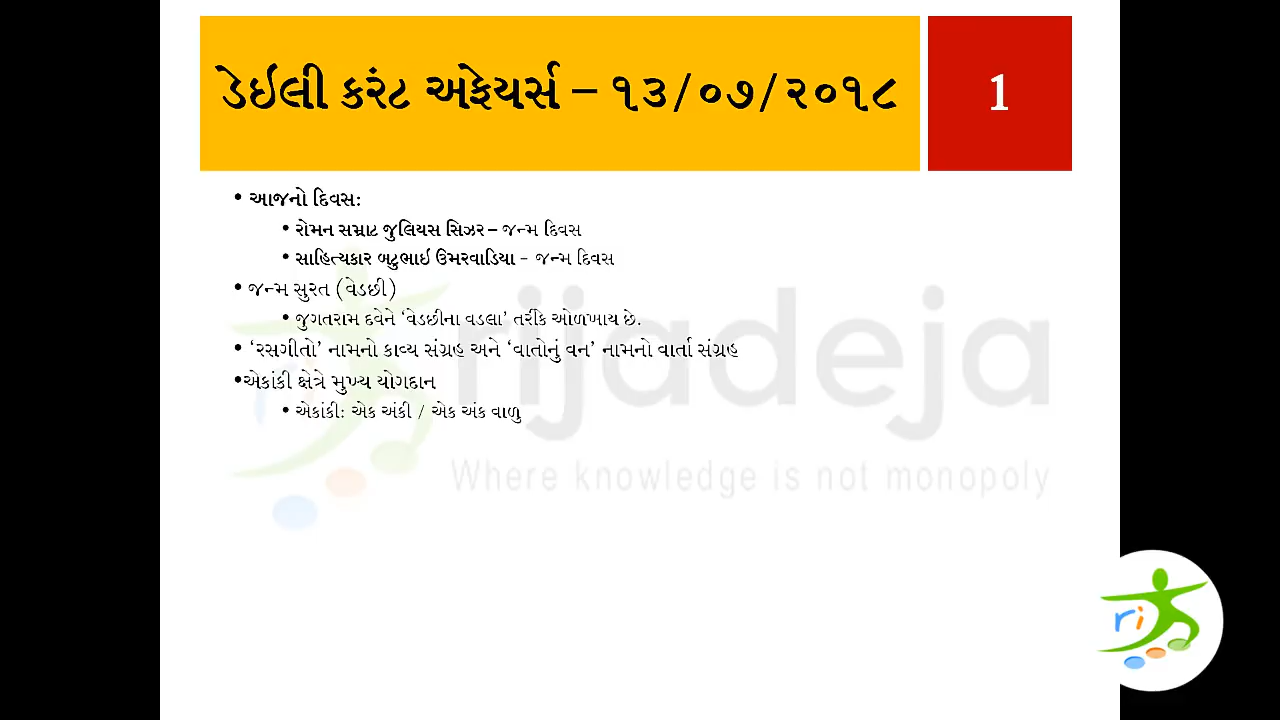 ડેઈલી કરંટ અફેયર્સ – ૧૩/૦૭/૨૦૧૮
1
• આજનો દિવસ:
• રોમન સમ્રાટ જુલિયસ સિઝર – જન્મ દિવસ
• સાહિત્યકાર બટુભાઇ ઉમરવાડિયા - જન્મ દિવસ
• જન્મ સુરત (વેડછી)
• જુગતરામ દવેને ‘વેડછીના વડલા’ તરીકે ઓળખાય છે.
• ‘રસગીતો’ નામનો કાવ્ય સંગ્રહ અને ‘વાતોનું વન’ નામનો વાર્તા સંગ્રહ
•એકાંકી ક્ષેત્રે મુખ્ય યોગદાન
• એકાંકી: એક અંકી / એક અંક વાળુ
rijadeja
Where knowledge is not monopoly
ri